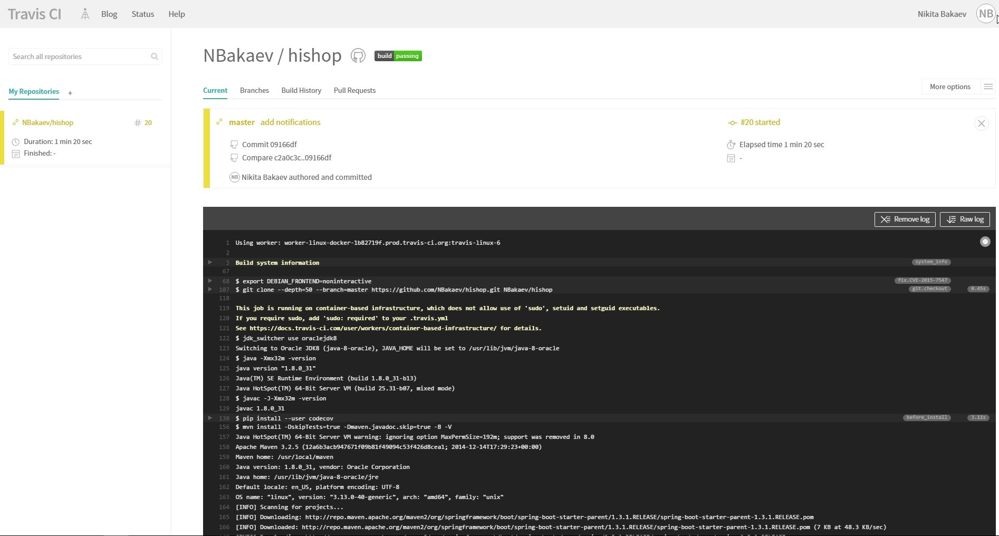 Travis CI Blog Status Help Nikita Bakaev NB
Search all repositories
My Repositories +
NBakaev/hishop # 20
Duration: 1 min 20 sec
Finished: -
NBakaev / hishop build passing
Current Branches Build History Pull Requests More options
master add notifications #20 started
Commit 09166df Elapsed time 1 min 20 sec
Compare c2a0c3c..09166df -
NB Nikita Bakaev authored and committed
Remove log Raw log
1 Using worker: worker-linux-docker-1b82719f.prod.travis-ci.org:travis-linux-6
2
3 Build system information system_info
67
68 $ export DEBIAN_FRONTEND=noninteractive fix.CVE-2015-7547
107 $ git clone --depth=50 --branch=master https://github.com/NBakaev/hishop.git NBakaev/hishop git.checkout 0.45s
118
119 This job is running on container-based infrastructure, which does not allow use of 'sudo', setuid and setguid executables.
120 If you require sudo, add 'sudo: required' to your .travis.yml
121 See https://docs.travis-ci.com/user/workers/container-based-infrastructure/ for details.
122 $ jdk_switcher use oraclejdk8
123 Switching to Oracle JDK8 (java-8-oracle), JAVA_HOME will be set to /usr/lib/jvm/java-8-oracle
124 $ java -Xmx32m -version
125 java version "1.8.0_31"
126 Java(TM) SE Runtime Environment (build 1.8.0_31-b13)
127 Java HotSpot(TM) 64-Bit Server VM (build 25.31-b07, mixed mode)
128 $ javac -J-Xmx32m -version
129 javac 1.8.0_31
130 $ pip install --user codecov before_install 3.11s
156 $ mvn install -DskipTests=true -Dmaven.javadoc.skip=true -B -V
157 Java HotSpot(TM) 64-Bit Server VM warning: ignoring option MaxPermSize=192m; support was removed in 8.0
158 Apache Maven 3.2.5 (12a6b3acb947671f09b81f49094c53f426d8cea1; 2014-12-14T17:29:23+00:00)
159 Maven home: /usr/local/maven
160 Java version: 1.8.0_31, vendor: Oracle Corporation
161 Java home: /usr/lib/jvm/java-8-oracle/jre
162 Default locale: en_US, platform encoding: UTF-8
163 OS name: "linux", version: "3.13.0-40-generic", arch: "amd64", family: "unix"
164 [INFO] Scanning for projects...
165 [INFO] Downloading: http://repo.maven.apache.org/maven2/org/springframework/boot/spring-boot-starter-parent/1.3.1.RELEASE/spring-boot-starter-parent-1.3.1.RELEASE.pom
166 [INFO] Downloaded: http://repo.maven.apache.org/maven2/org/springframework/boot/spring-boot-starter-parent/1.3.1.RELEASE/spring-boot-starter-parent-1.3.1.RELEASE.pom (7 KB at 48.3 KB/sec)